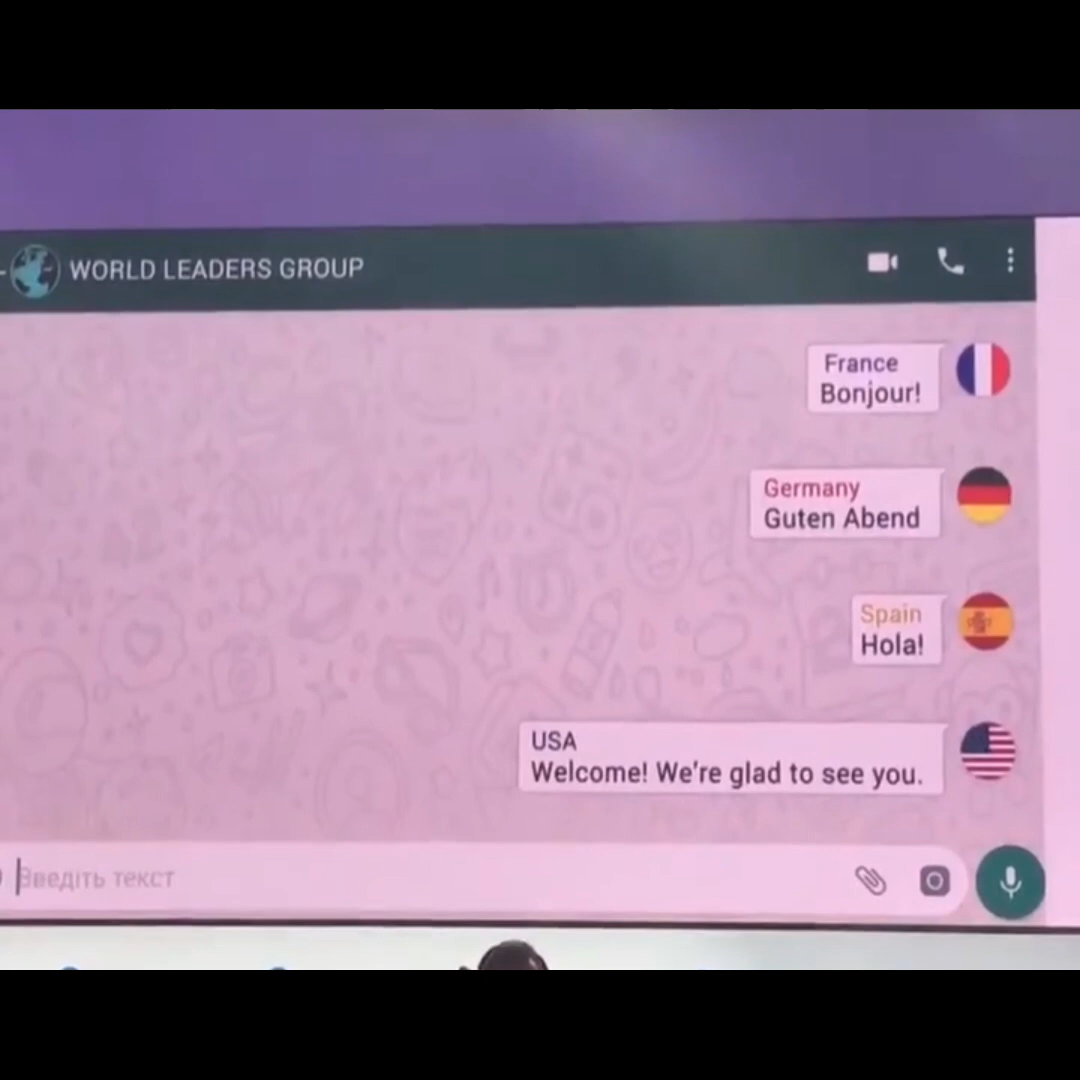 WORLD LEADERS GROUP
France
Bonjour!
Germany
Guten Abend
Spain
Hola!
USA
Welcome! We're glad to see you.
Введіть текст